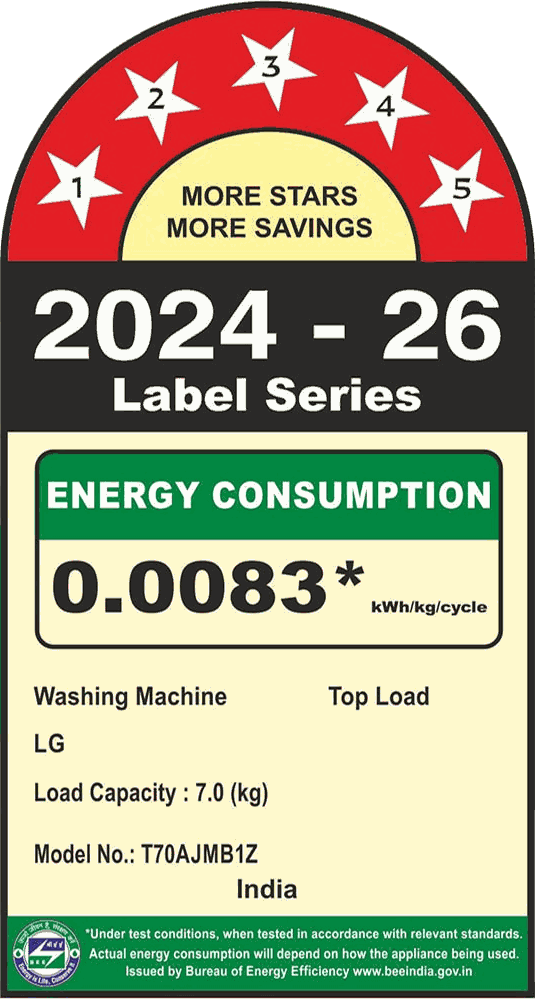 1 2 3 4 5
MORE STARS
MORE SAVINGS
2024 - 26
Label Series
ENERGY CONSUMPTION
0.0083* kWh/kg/cycle
Washing Machine Top Load
LG
Load Capacity : 7.0 (kg)
Model No.: T70AJMB1Z
India
*Under test conditions, when tested in accordance with relevant standards.
Actual energy consumption will depend on how the appliance being used.
Issued by Bureau of Energy Efficiency www.beeindia.gov.in